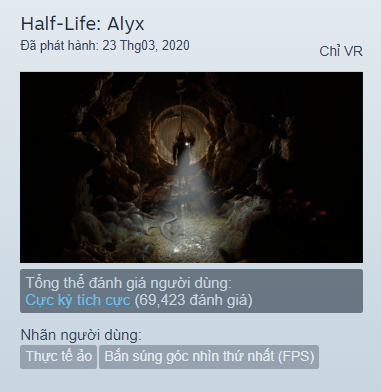 Half-Life: Alyx
Đã phát hành: 23 Thg03, 2020
Chỉ VR
Tổng thể đánh giá người dùng:
Cực kỳ tích cực (69,423 đánh giá)
Nhãn người dùng:
Thực tế ảo
Bắn súng góc nhìn thứ nhất (FPS)